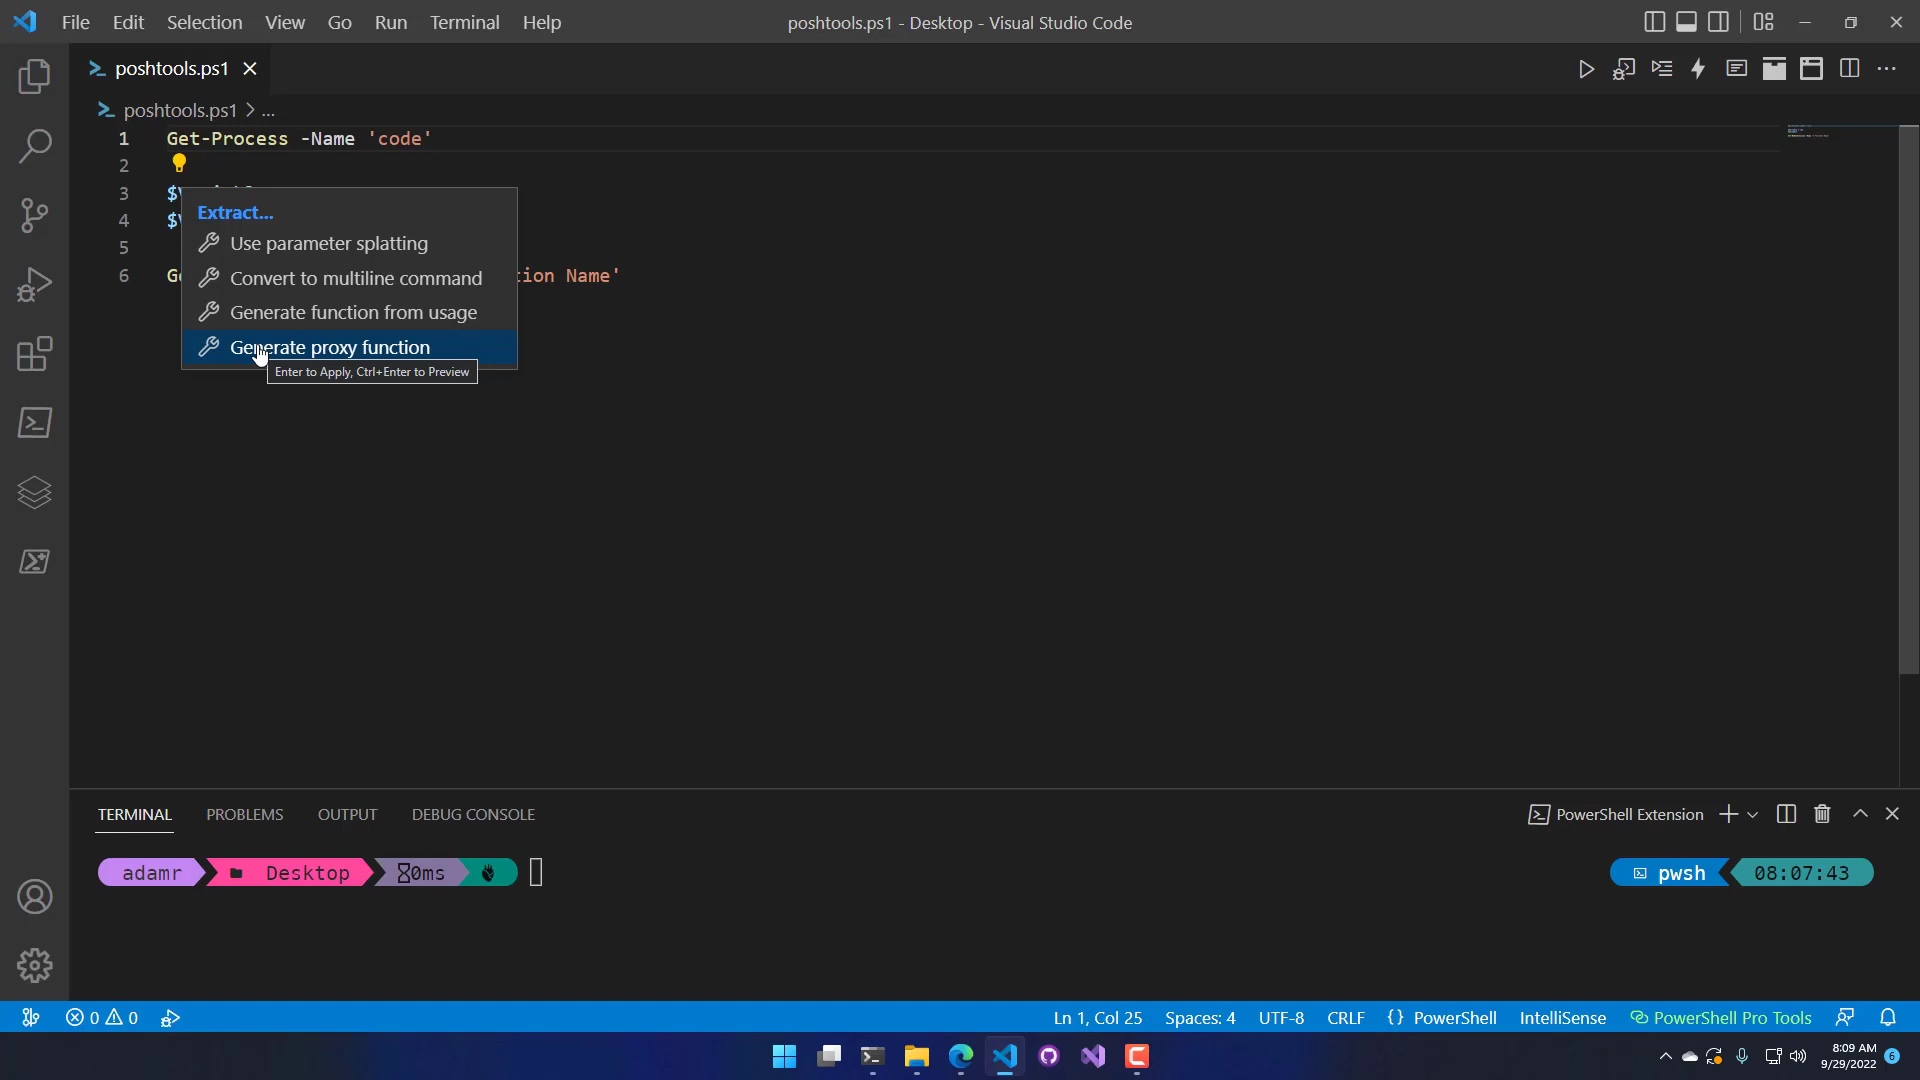 File Edit Selection View Go Run Terminal Help
poshtools.ps1 - Desktop - Visual Studio Code
poshtools.ps1
poshtools.ps1 > ...
1 Get-Process -Name 'code'
2
3 $
4 $
5
6 G tion Name'
Extract...
Use parameter splatting
Convert to multiline command
Generate function from usage
Generate proxy function
Enter to Apply, Ctrl+Enter to Preview
TERMINAL PROBLEMS OUTPUT DEBUG CONSOLE
PowerShell Extension
adamr Desktop 0ms
pwsh 08:07:43
0 0
Ln 1, Col 25 Spaces: 4 UTF-8 CRLF {} PowerShell IntelliSense PowerShell Pro Tools
8:09 AM
9/29/2022
6